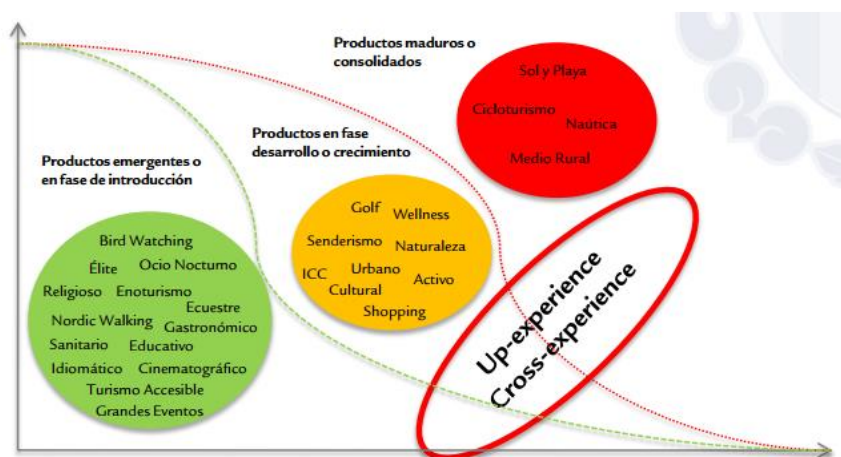 Productos maduros o
consolidados
Sol y Playa
Cicloturismo
Naútica
Medio Rural
Productos en fase
desarrollo o crecimiento
Golf
Wellness
Senderismo
Naturaleza
ICC
Urbano
Activo
Cultural
Shopping
Productos emergentes o
en fase de introducción
Bird Watching
Élite
Ocio Nocturno
Religioso
Enoturismo
Ecuestre
Nordic Walking
Gastronómico
Sanitario
Educativo
Idiomático
Cinematográfico
Turismo Accesible
Grandes Eventos
Up-experience
Cross-experience